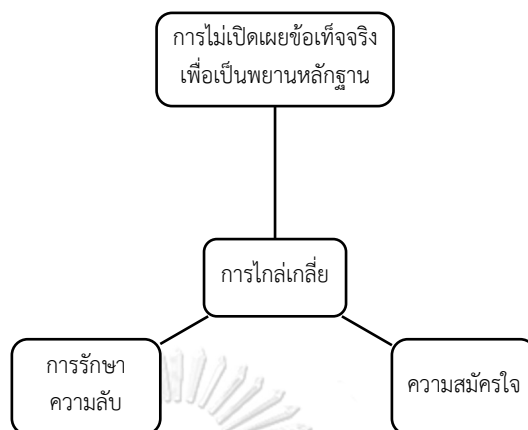 การไม่เปิดเผยข้อเท็จจริง
เพื่อเป็นพยานหลักฐาน
การไกล่เกลี่ย
การรักษา
ความลับ
ความสมัครใจ